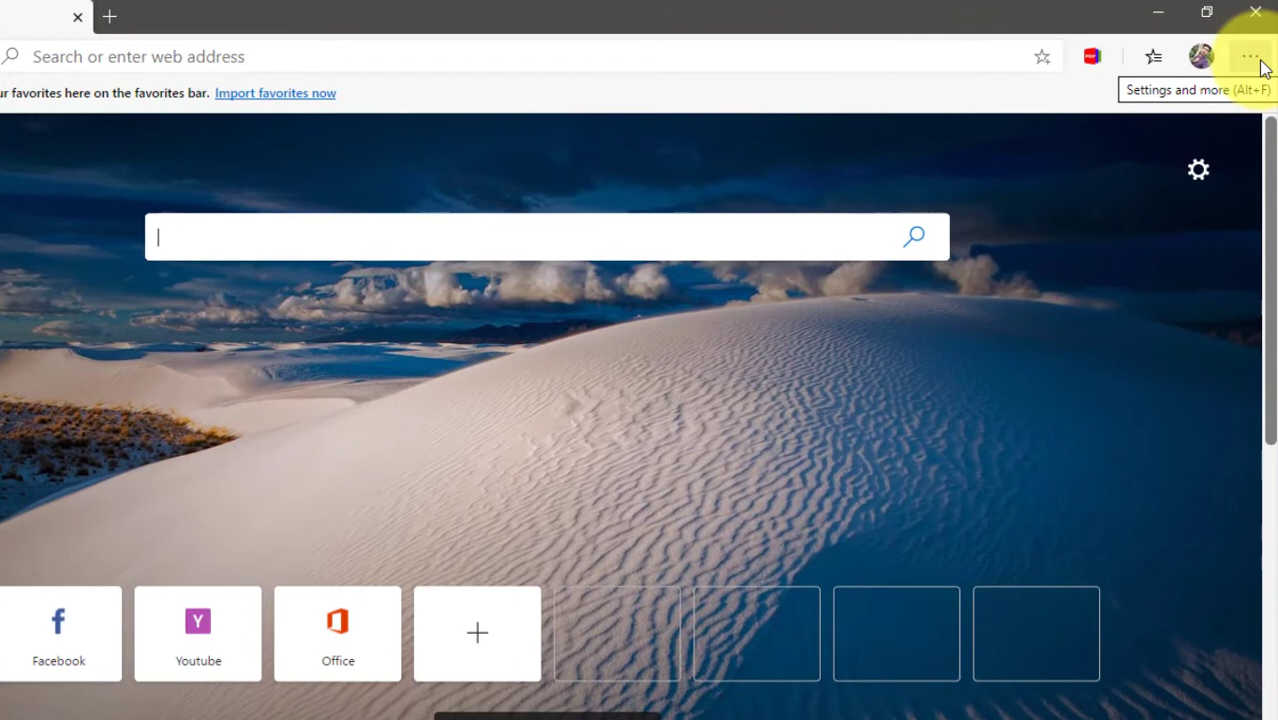 Search or enter web address
ur favorites here on the favorites bar. Import favorites now
Settings and more (Alt+F)
Facebook
Y
Youtube
Office